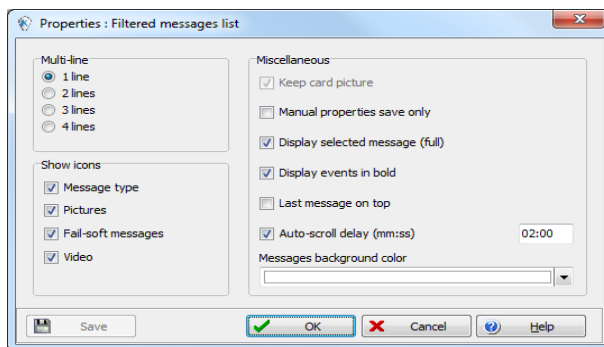 Properties : Filtered messages list
Multi-line
1 line
2 lines
3 lines
4 lines
Show icons
Message type
Pictures
Fail-soft messages
Video
Miscellaneous
Keep card picture
Manual properties save only
Display selected message (full)
Display events in bold
Last message on top
Auto-scroll delay (mm:ss) 02:00
Messages background color
Save OK Cancel Help